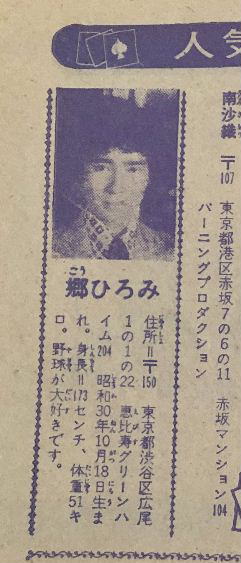 人気
南沙織
〒107 東京都港区赤坂7の6の11 赤坂マンション104
バーニングプロダクション
郷ひろみ
住所=〒150 東京都渋谷区広尾
1の1の22 恵比寿グリーンハ
イム204 昭和30年10月18日生ま
れ。身長=173センチ、体重51キ
ロ。野球が大好きです。